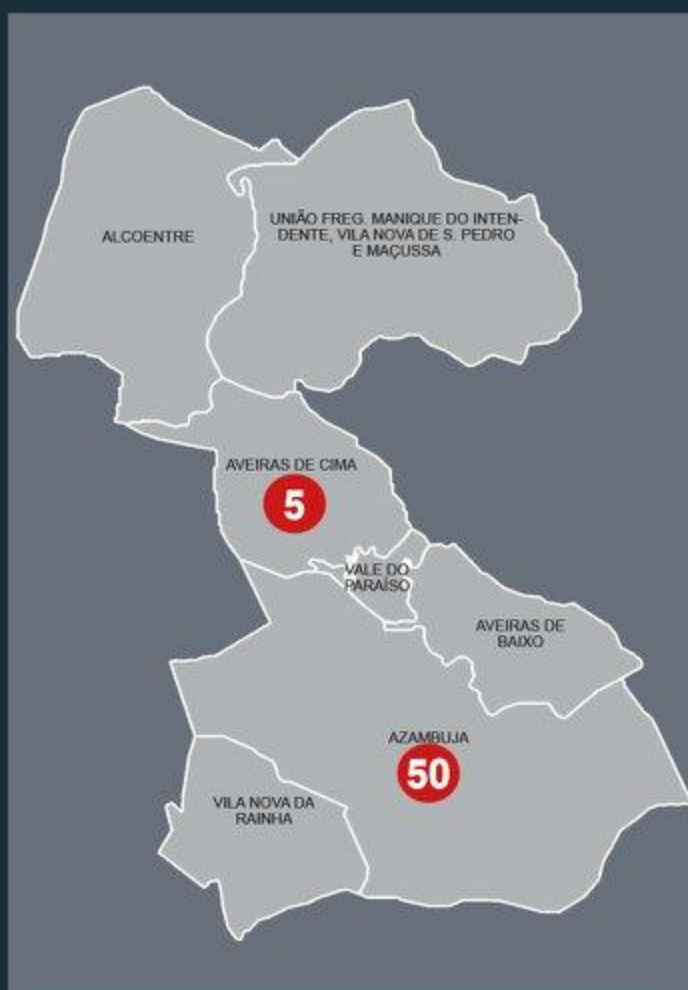 ALCOENTRE
UNIÃO FREG. MANIQUE DO INTEN-
DENTE, VILA NOVA DE S. PEDRO
E MAÇUSSA
AVEIRAS DE CIMA
5
VALE DO
PARAÍSO
AVEIRAS DE
BAIXO
AZAMBUJA
50
VILA NOVA DA
RAINHA